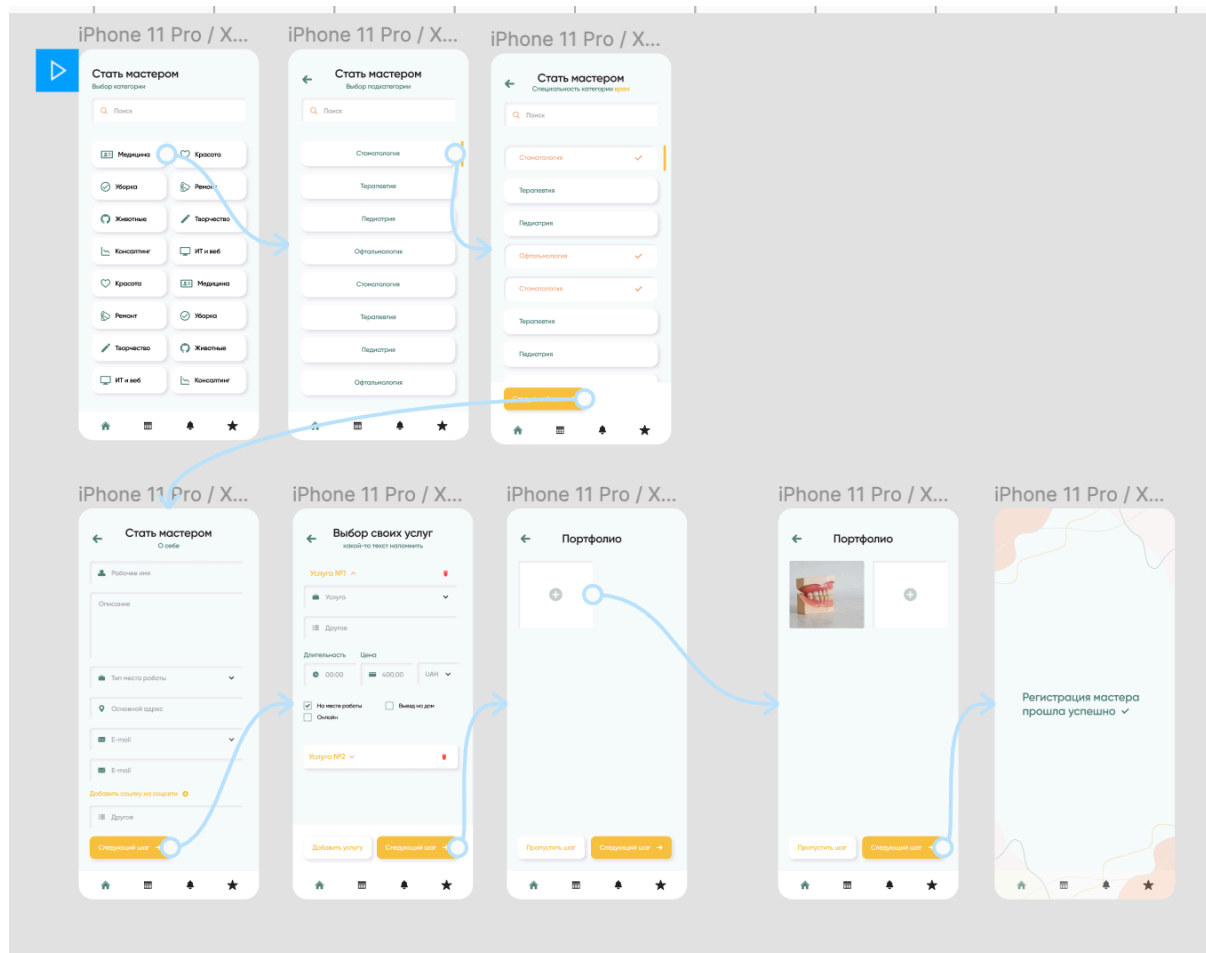 iPhone 11 Pro / X...
Стать мастером
Выбор категории
Поиск
Медицина
Красота
Уборка
Ремонт
Животные
Творчество
Консалтинг
ИТ и веб
Красота
Медицина
Ремонт
Уборка
Творчество
Животные
ИТ и веб
Консалтинг
iPhone 11 Pro / X...
Стать мастером
Выбор подкатегории
Поиск
Стоматология
Терапевтия
Педиатрия
Офтальмология
Стоматология
Терапевтия
Педиатрия
Офтальмология
iPhone 11 Pro / X...
Стать мастером
Специальность категории врач
Поиск
Стоматология
Терапевтия
Педиатрия
Офтальмология
Стоматология
Терапевтия
Педиатрия
iPhone 11 Pro / X...
Стать мастером
О себе
Рабочее имя
Описание
Тип места работы
Основной адрес
E-mail
E-mail
Добавить ссылку на соцсети
Другое
Следующий шаг
iPhone 11 Pro / X...
Выбор своих услуг
какой-то текст напомнить
Услуга №1
Услуга
Другое
Длительность Цена
00:00 400.00 UAH
На месте работы Выезд на дом
Онлайн
Услуга №2
Добавить услугу Следующий шаг
iPhone 11 Pro / X...
Портфолио
Пропустить шаг Следующий шаг
iPhone 11 Pro / X...
Портфолио
Пропустить шаг Следующий шаг
iPhone 11 Pro / X...
Регистрация мастера
прошла успешно